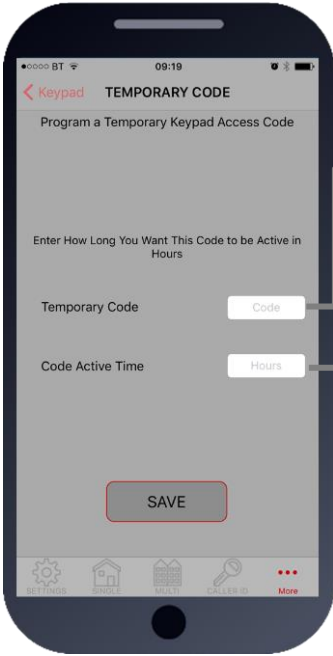 ●○○○○ BT 09:19
Keypad TEMPORARY CODE
Program a Temporary Keypad Access Code
Enter How Long You Want This Code to be Active in
Hours
Temporary Code Code
Code Active Time Hours
SAVE
SETTINGS SINGLE MULTI CALLER ID More